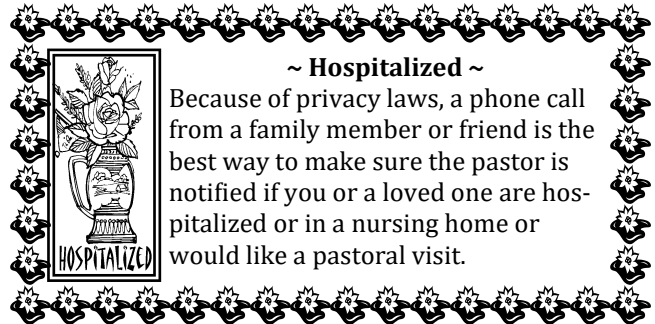 ~ Hospitalized ~
Because of privacy laws, a phone call
from a family member or friend is the
best way to make sure the pastor is
notified if you or a loved one are hos-
pitalized or in a nursing home or
would like a pastoral visit.
HOSPITALIZED